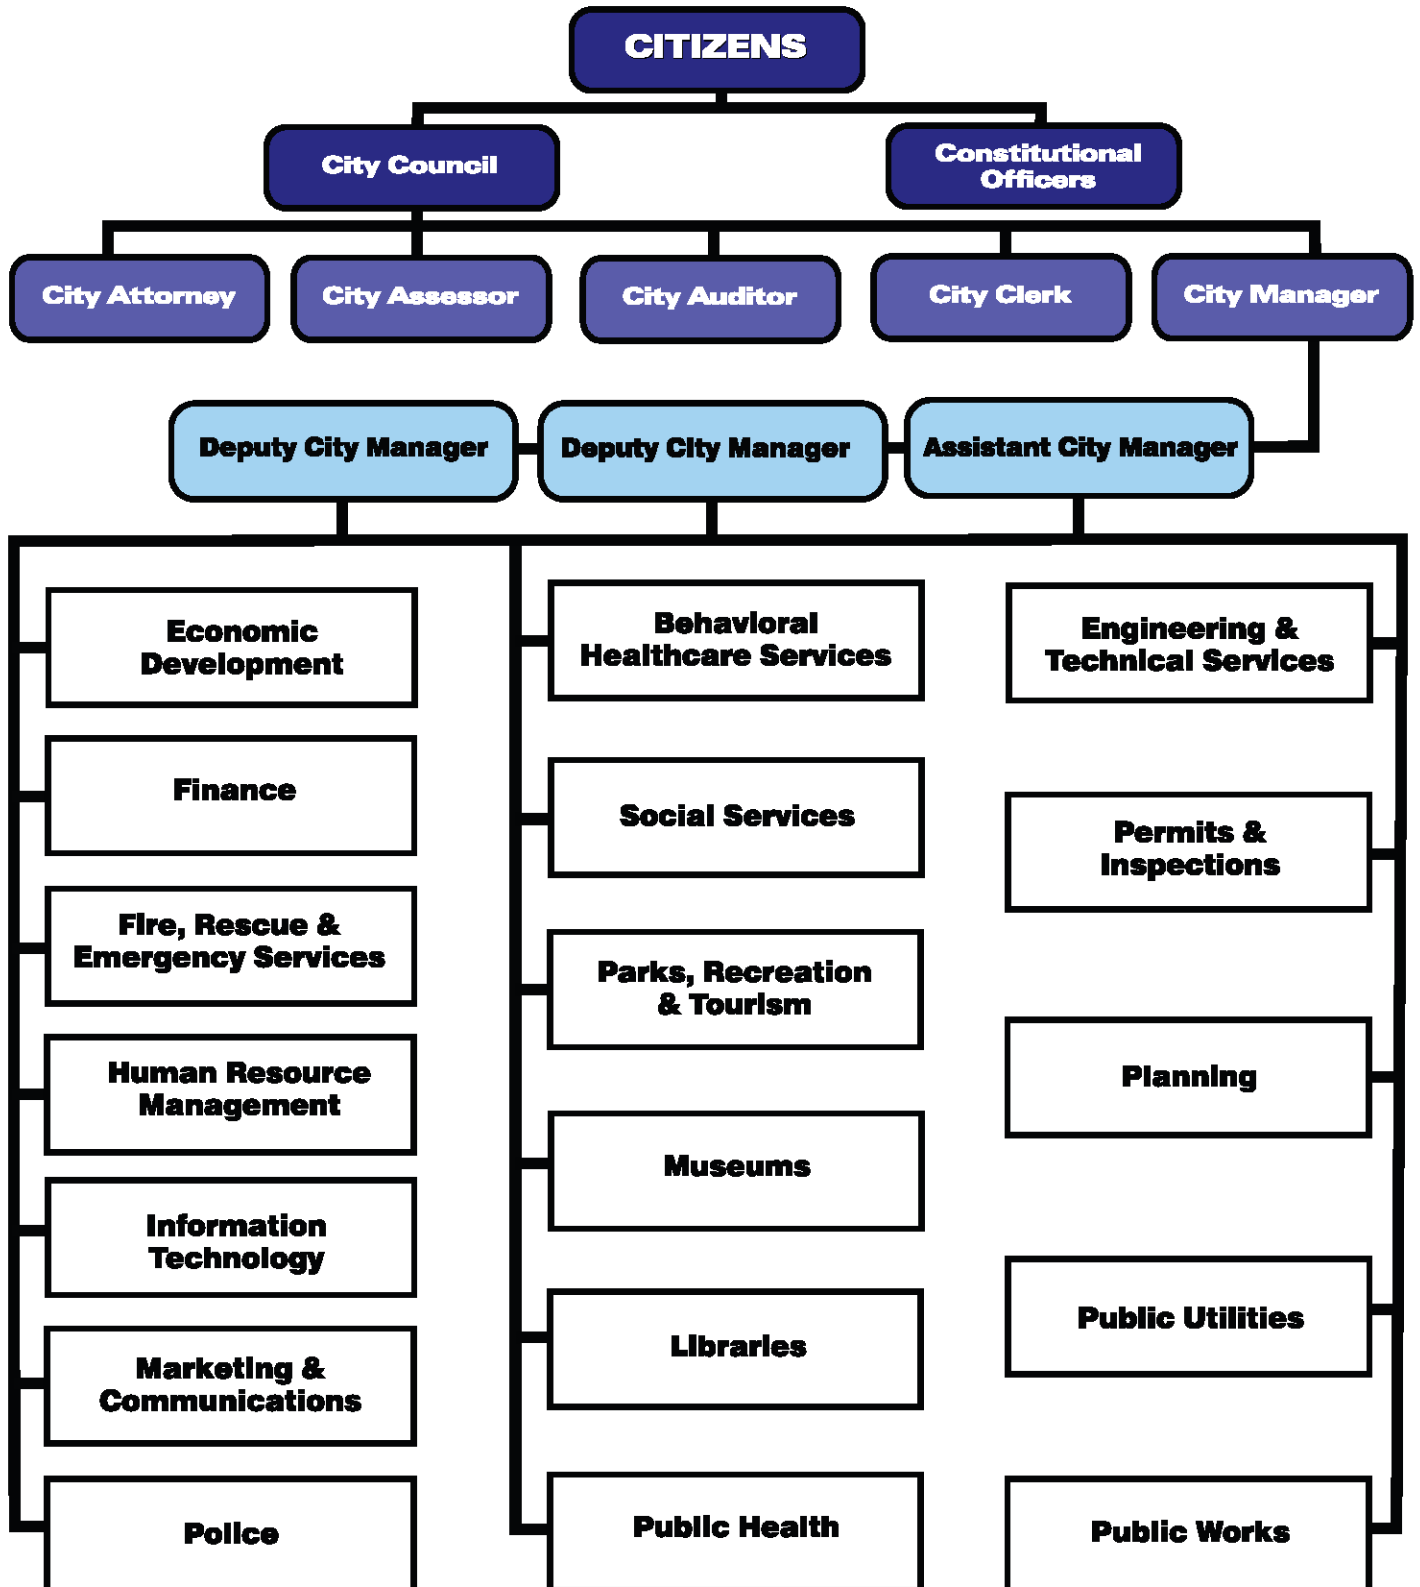 CITIZENS
City Council
Constitutional
Officers
City Attorney
City Assessor
City Auditor
City Clerk
City Manager
Deputy City Manager
Deputy City Manager
Assistant City Manager
Economic
Development
Finance
Fire, Rescue &
Emergency Services
Human Resource
Management
Information
Technology
Marketing &
Communications
Police
Behavioral
Healthcare Services
Social Services
Parks, Recreation
& Tourism
Museums
Libraries
Public Health
Engineering &
Technical Services
Permits &
Inspections
Planning
Public Utilities
Public Works